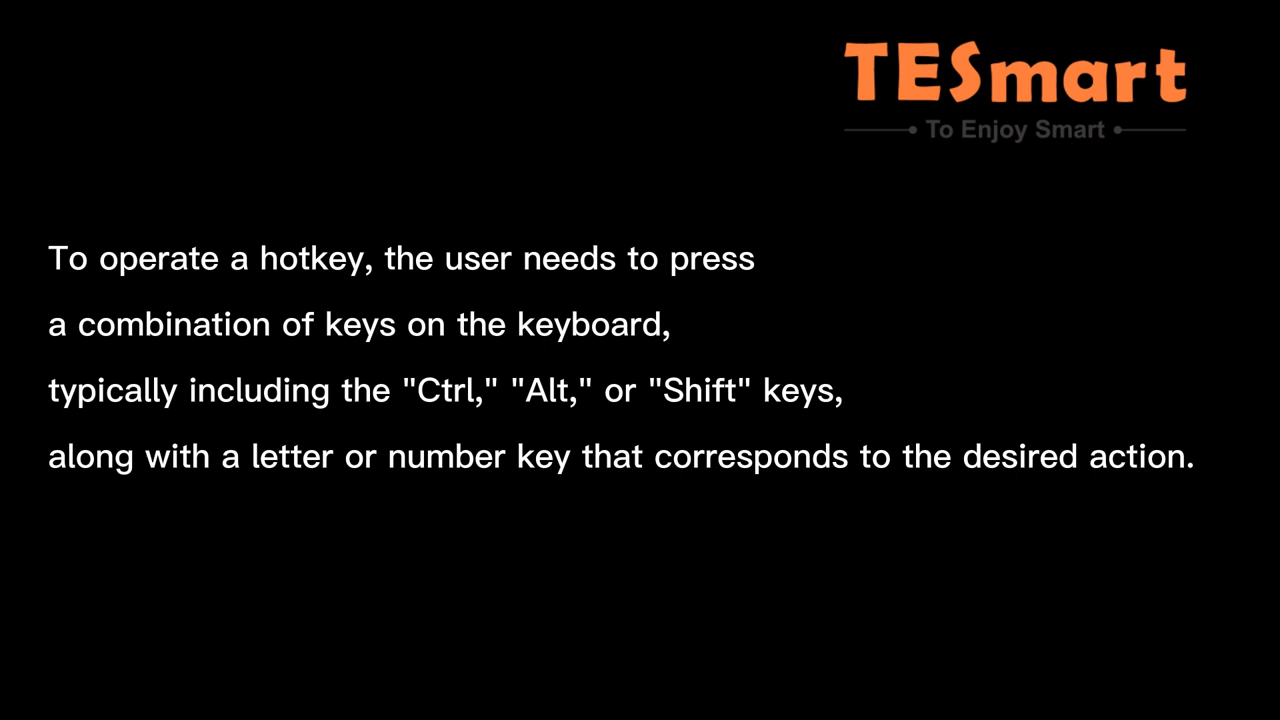 TESmart
To Enjoy Smart
To operate a hotkey, the user needs to press
a combination of keys on the keyboard,
typically including the "Ctrl," "Alt," or "Shift" keys,
along with a letter or number key that corresponds to the desired action.